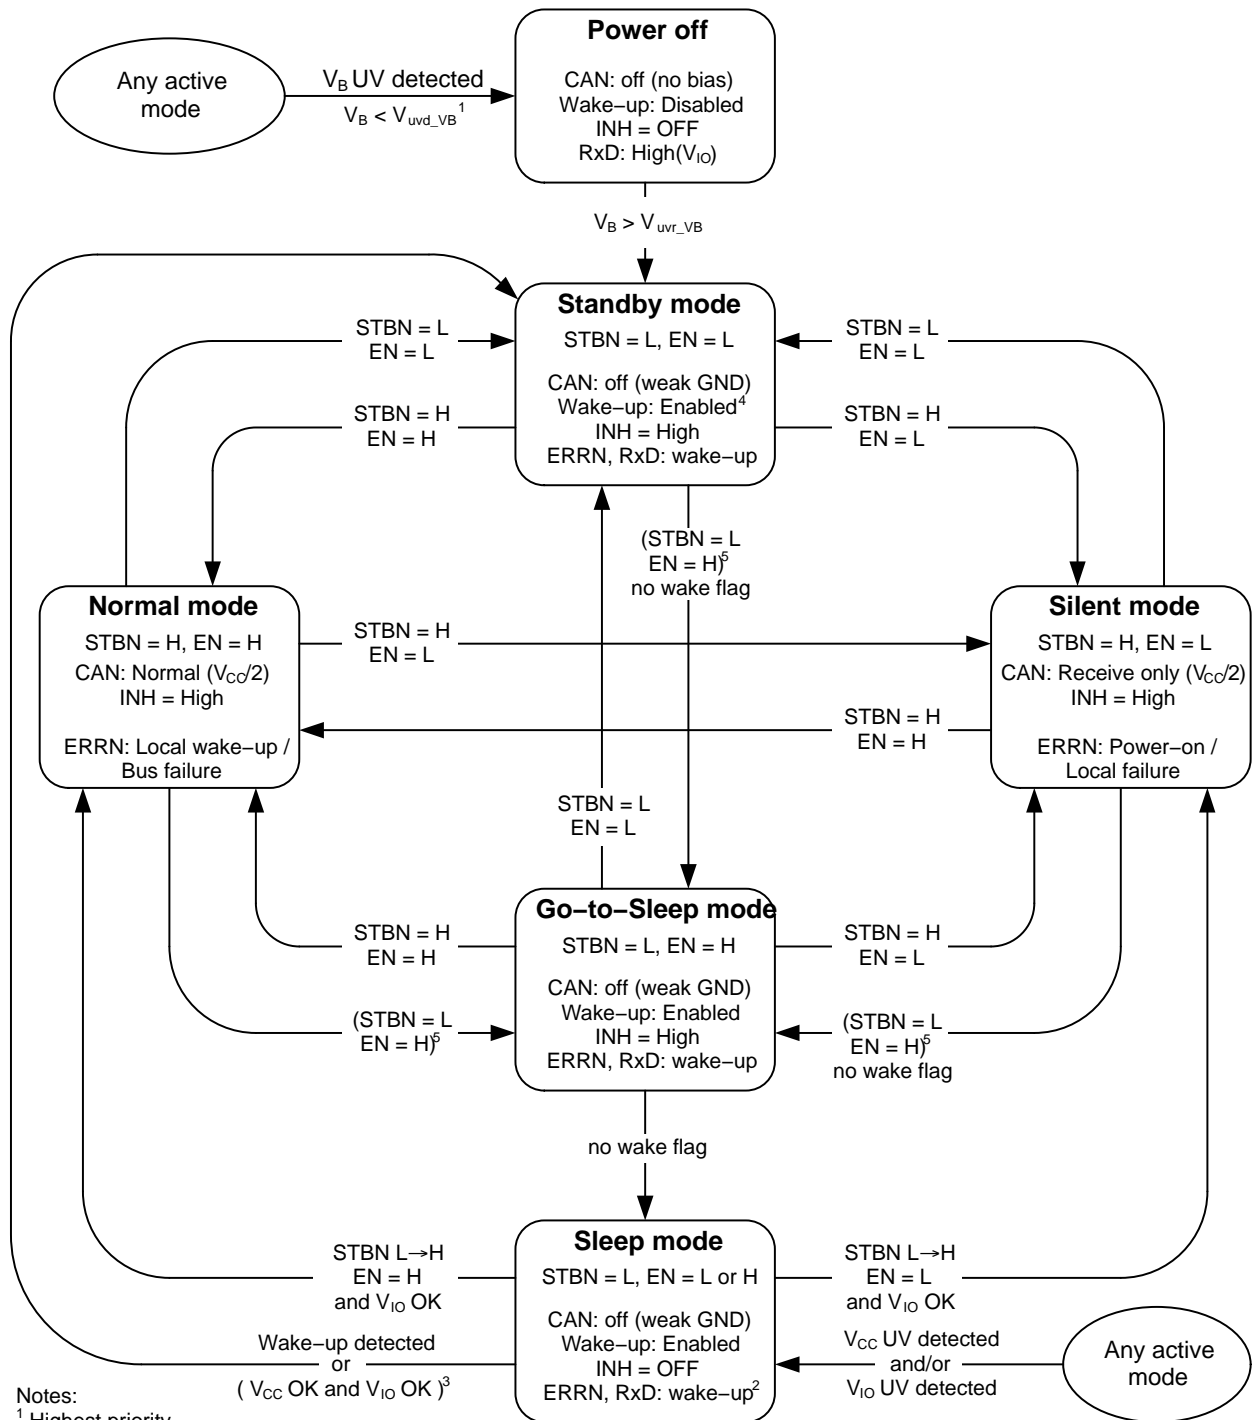 Power off
CAN: off (no bias)
Wake−up: Disabled
INH = OFF
RxD: High(VIO)
Any active
mode
VB UV detected
VB < Vuvd_VB1
VB > Vuvr_VB
Standby mode
STBN = L, EN = L
CAN: off (weak GND)
Wake−up: Enabled4
INH = High
ERRN, RxD: wake−up
STBN = L
EN = L
STBN = H
EN = H
STBN = L
EN = L
STBN = H
EN = L
(STBN = L
EN = H)5
no wake flag
Normal mode
STBN = H, EN = H
CAN: Normal (VCC/2)
INH = High
ERRN: Local wake−up /
Bus failure
STBN = H
EN = L
STBN = H
EN = H
Silent mode
STBN = H, EN = L
CAN: Receive only (VCC/2)
INH = High
ERRN: Power−on /
Local failure
STBN = L
EN = L
Go−to−Sleep mode
STBN = L, EN = H
CAN: off (weak GND)
Wake−up: Enabled
INH = High
ERRN, RxD: wake−up
STBN = H
EN = H
(STBN = L
EN = H)5
STBN = H
EN = L
(STBN = L
EN = H)5
no wake flag
no wake flag
Sleep mode
STBN = L, EN = L or H
CAN: off (weak GND)
Wake−up: Enabled
INH = OFF
ERRN, RxD: wake−up2
STBN L→H
EN = H
and VIO OK
Wake−up detected
or
( VCC OK and VIO OK )3
STBN L→H
EN = L
and VIO OK
VCC UV detected
and/or
VIO UV detected
Any active
mode
Notes:
1 Highest priority